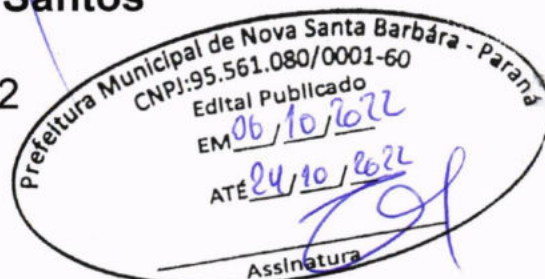 Santos
2
Prefeitura Municipal de Nova Santa Barbára - Paraná
CNPJ:95.561.080/0001-60
Edital Publicado
EM 06/10/2022
ATÉ 24/10/2022
Assinatura